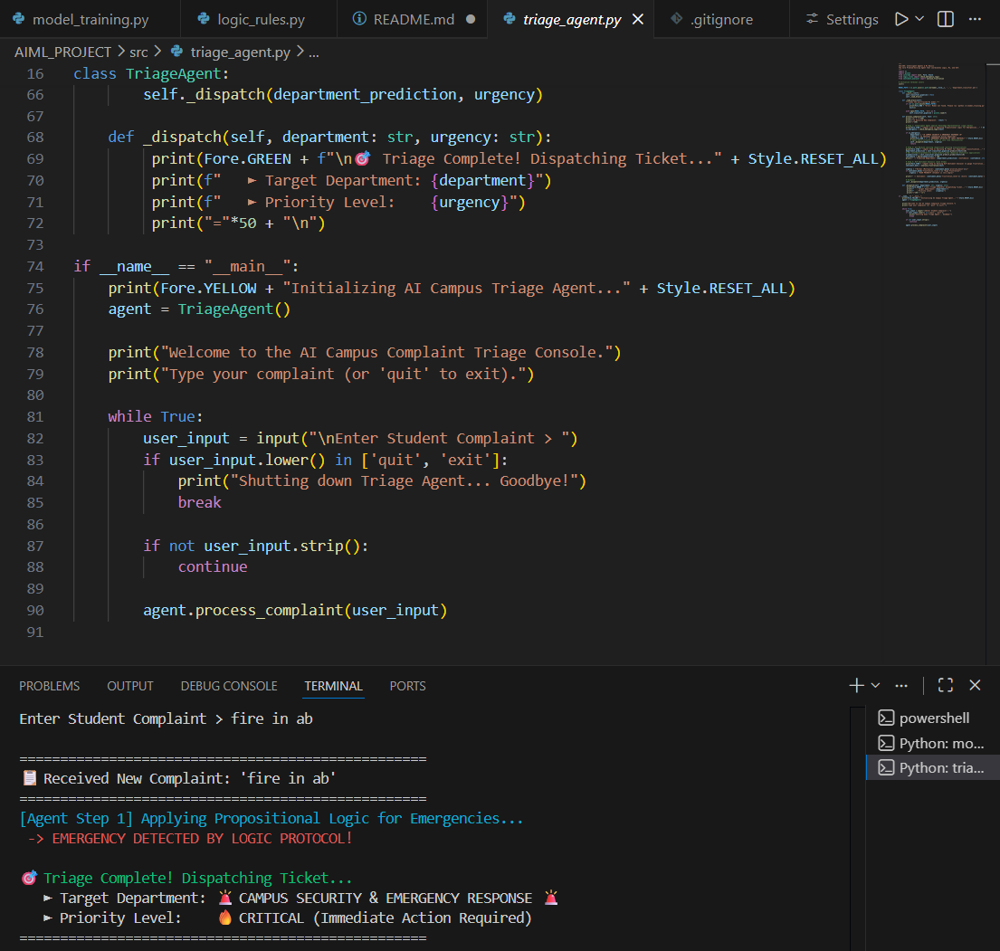 model_training.py logic_rules.py README.md triage_agent.py .gitignore Settings
AIML_PROJECT > src > triage_agent.py > ...
16 class TriageAgent:
66 self._dispatch(department_prediction, urgency)
67
68 def _dispatch(self, department: str, urgency: str):
69 print(Fore.GREEN + f"\n🎯 Triage Complete! Dispatching Ticket..." + Style.RESET_ALL)
70 print(f"   ► Target Department: {department}")
71 print(f"   ► Priority Level:    {urgency}")
72 print("="*50 + "\n")
73
74 if __name__ == "__main__":
75 print(Fore.YELLOW + "Initializing AI Campus Triage Agent..." + Style.RESET_ALL)
76 agent = TriageAgent()
77
78 print("Welcome to the AI Campus Complaint Triage Console.")
79 print("Type your complaint (or 'quit' to exit).")
80
81 while True:
82 user_input = input("\nEnter Student Complaint > ")
83 if user_input.lower() in ['quit', 'exit']:
84 print("Shutting down Triage Agent... Goodbye!")
85 break
86
87 if not user_input.strip():
88 continue
89
90 agent.process_complaint(user_input)
91
PROBLEMS OUTPUT DEBUG CONSOLE TERMINAL PORTS
Enter Student Complaint > fire in ab
==================================================
📋 Received New Complaint: 'fire in ab'
==================================================
[Agent Step 1] Applying Propositional Logic for Emergencies...
-> EMERGENCY DETECTED BY LOGIC PROTOCOL!
🎯 Triage Complete! Dispatching Ticket...
► Target Department: 🚨 CAMPUS SECURITY & EMERGENCY RESPONSE 🚨
► Priority Level:    🔥 CRITICAL (Immediate Action Required)
==================================================
powershell
Python: mo...
Python: tria...